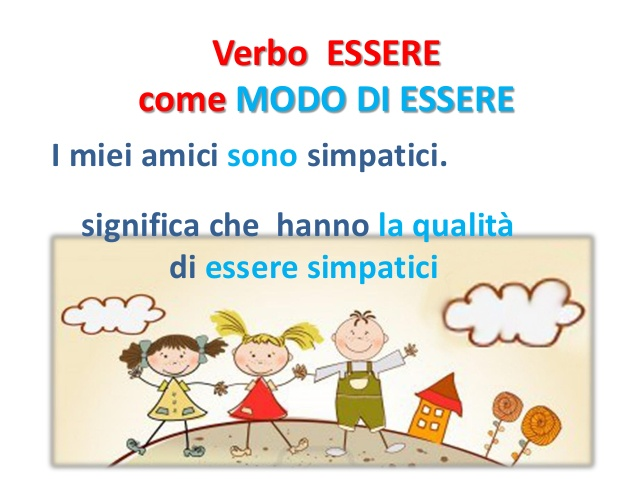 Verbo ESSERE
come MODO DI ESSERE
I miei amici sono simpatici.
significa che hanno la qualità
di essere simpatici